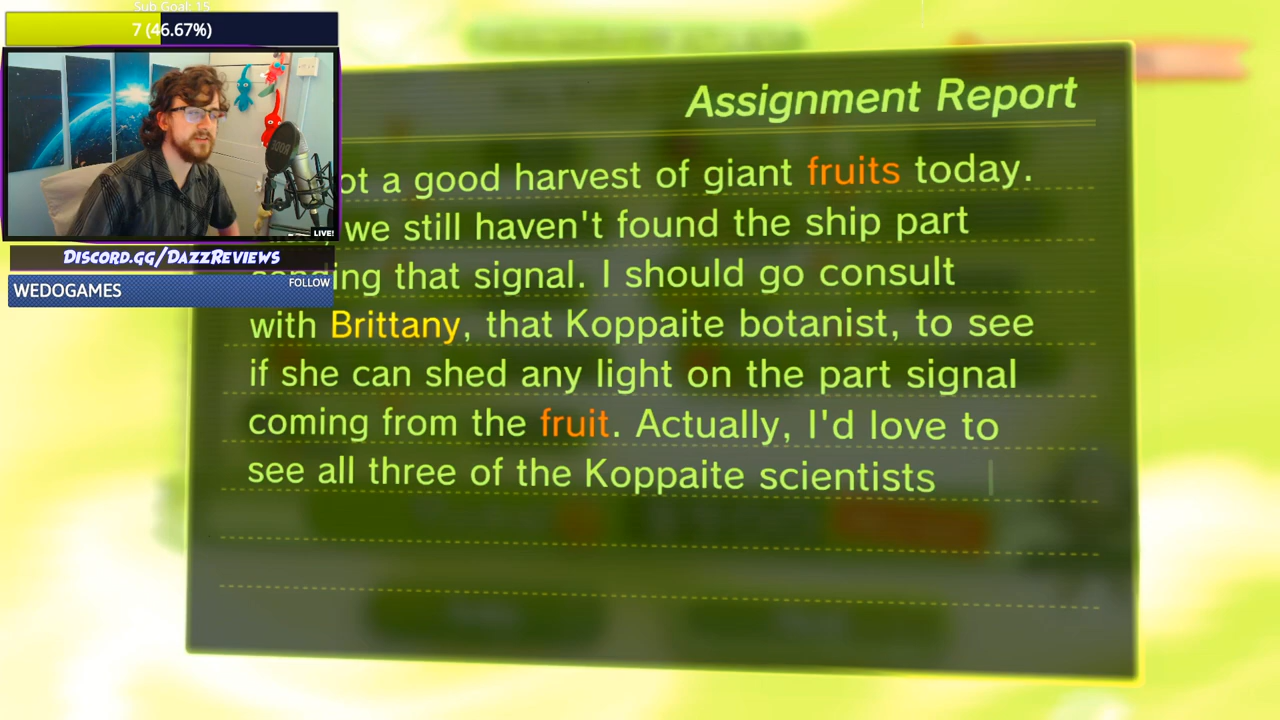 Sub Goal: 15
7 (46.67%)
LIVE!
DISCORD.GG/DAZZREVIEWS
WEDOGAMES
FOLLOW
Assignment Report
a good harvest of giant fruits today.
we still haven't found the ship part
that signal. I should go consult
with Brittany, that Koppaite botanist, to see
if she can shed any light on the part signal
coming from the fruit. Actually, I'd love to
see all three of the Koppaite scientists